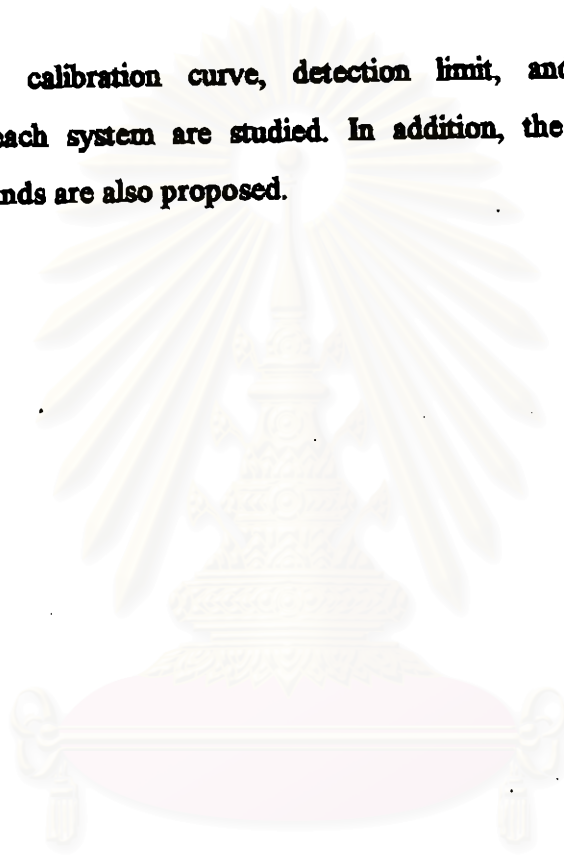 calibration curve, detection limit, and
each system are studied. In addition, the
nds are also proposed.